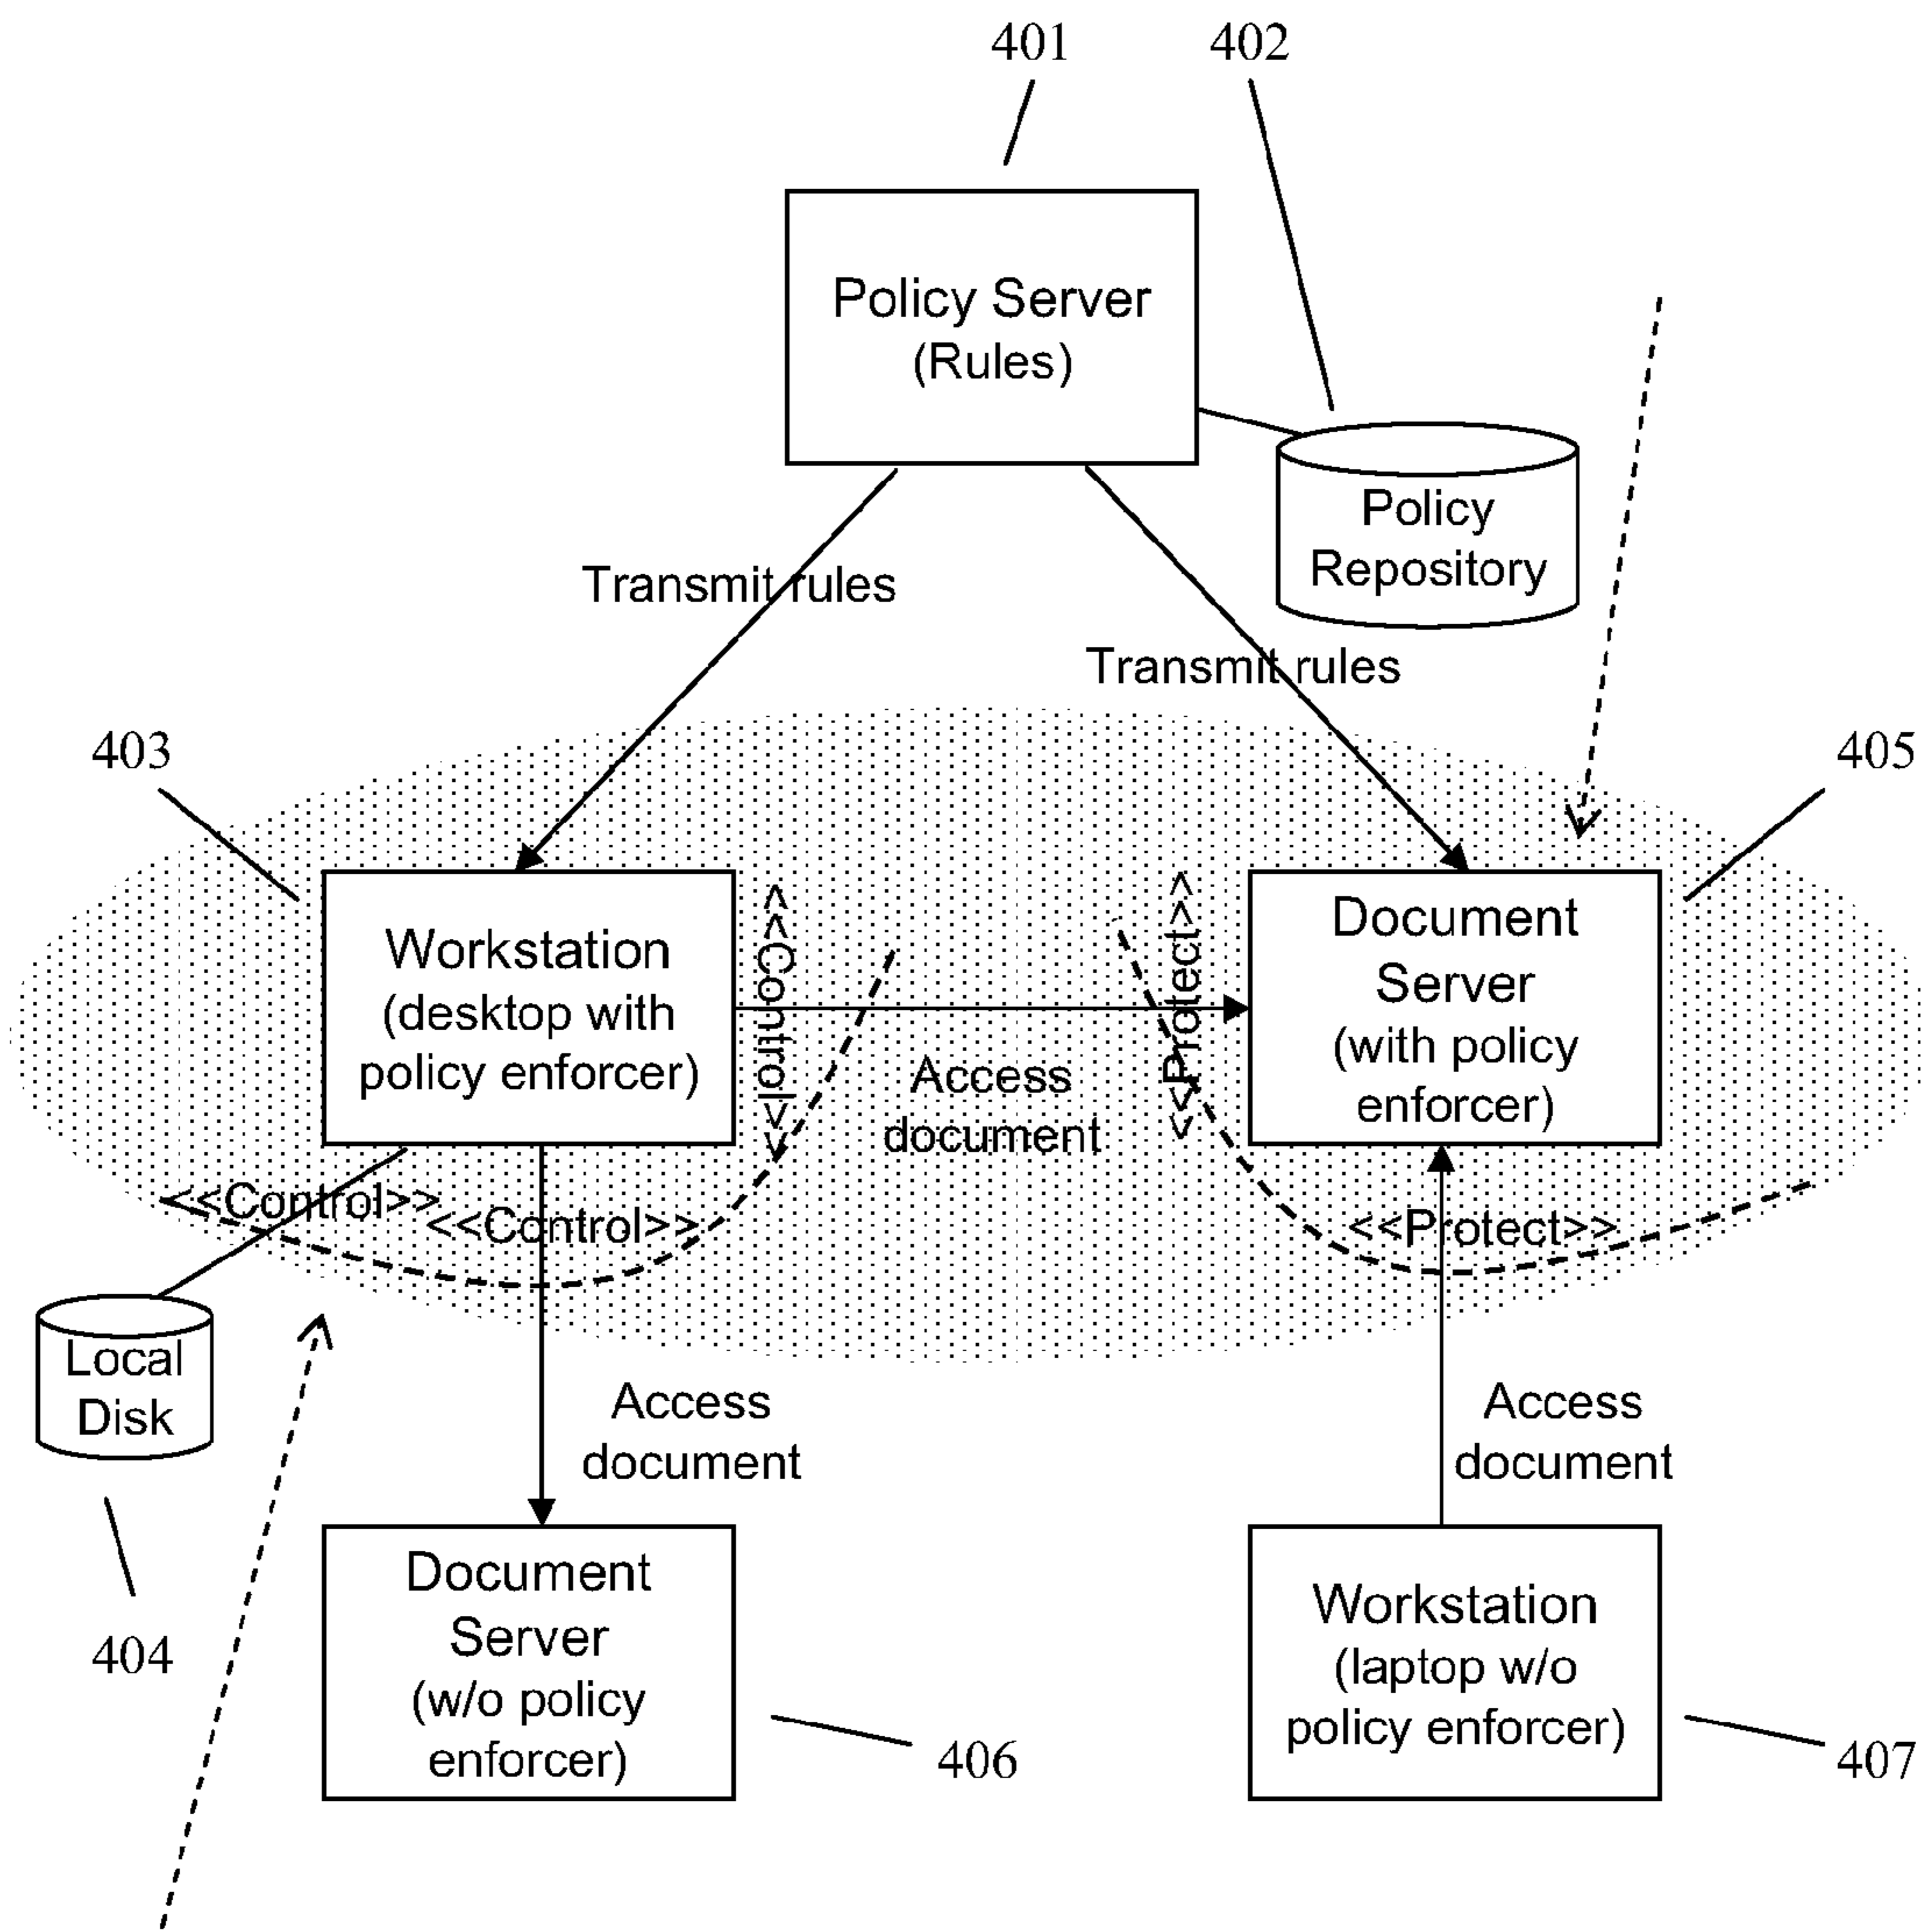 401
402
Policy Server
(Rules)
Policy
Repository
Transmit rules
Transmit rules
403
405
Workstation
(desktop with
policy enforcer)
<<Control>>
<<Protect>>
Document
Server
(with policy
enforcer)
Access
document
<<Control>>
<<Control>>
<<Protect>>
Local
Disk
Access
document
Access
document
404
Document
Server
(w/o policy
enforcer)
406
Workstation
(laptop w/o
policy enforcer)
407